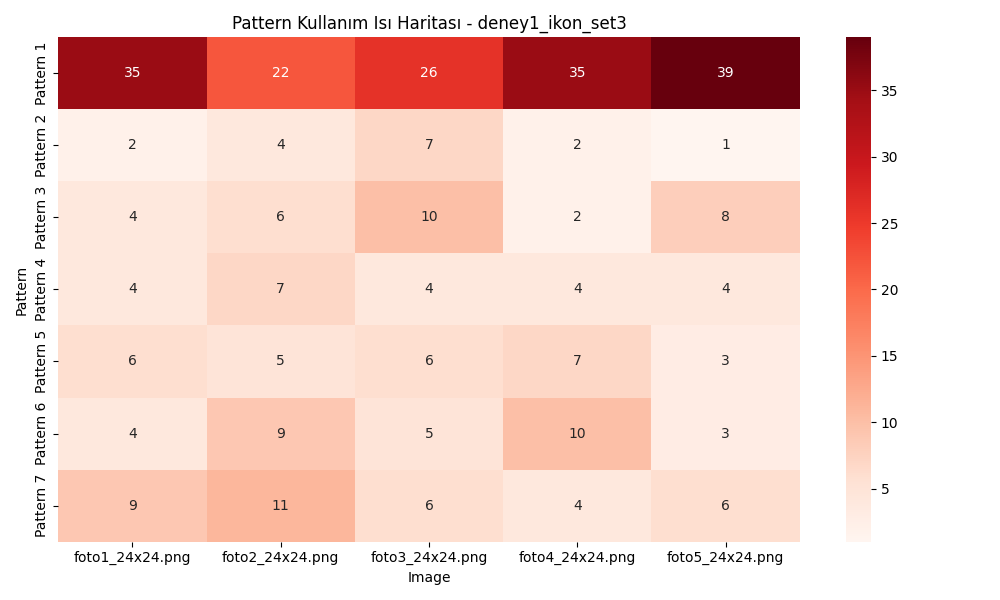 Pattern Kullanım Isı Haritası - deney1_ikon_set3
Pattern
Pattern 1
35 22 26 35 39
Pattern 2
2 4 7 2 1
Pattern 3
4 6 10 2 8
Pattern 4
4 7 4 4 4
Pattern 5
6 5 6 7 3
Pattern 6
4 9 5 10 3
Pattern 7
9 11 6 4 6
foto1_24x24.png foto2_24x24.png foto3_24x24.png foto4_24x24.png foto5_24x24.png
Image
35
30
25
20
15
10
5